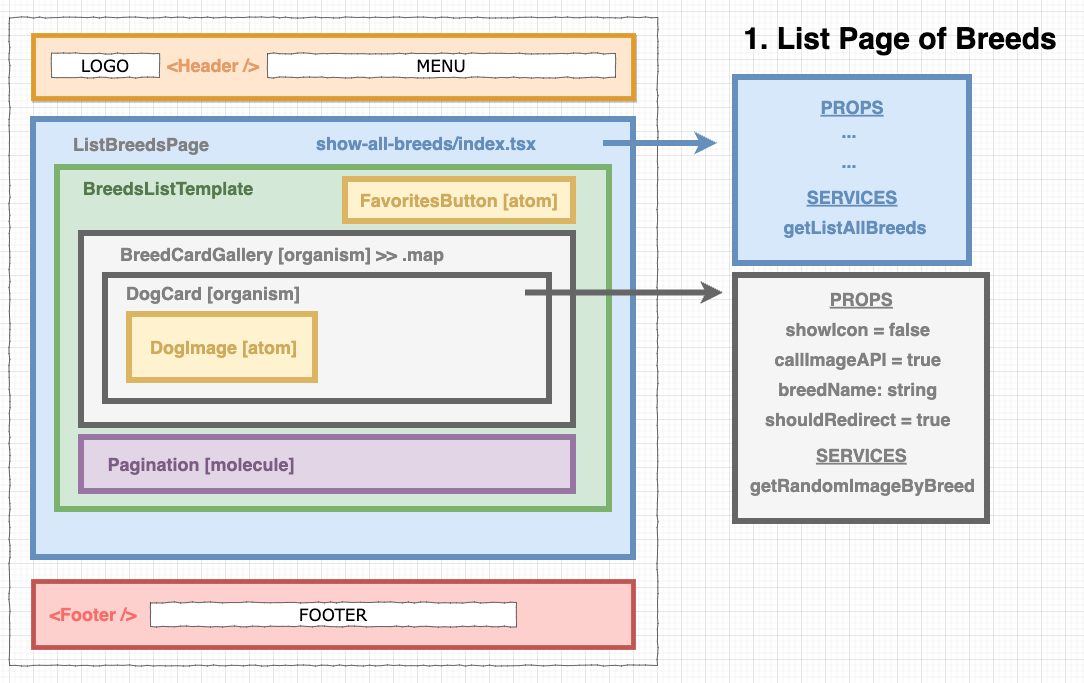 1. List Page of Breeds
LOGO <Header /> MENU
ListBreedsPage show-all-breeds/index.tsx
BreedsListTemplate
FavoritesButton [atom]
BreedCardGallery [organism] >> .map
DogCard [organism]
DogImage [atom]
Pagination [molecule]
<Footer /> FOOTER
PROPS
...
...
SERVICES
getListAllBreeds
PROPS
showIcon = false
callImageAPI = true
breedName: string
shouldRedirect = true
SERVICES
getRandomImageByBreed